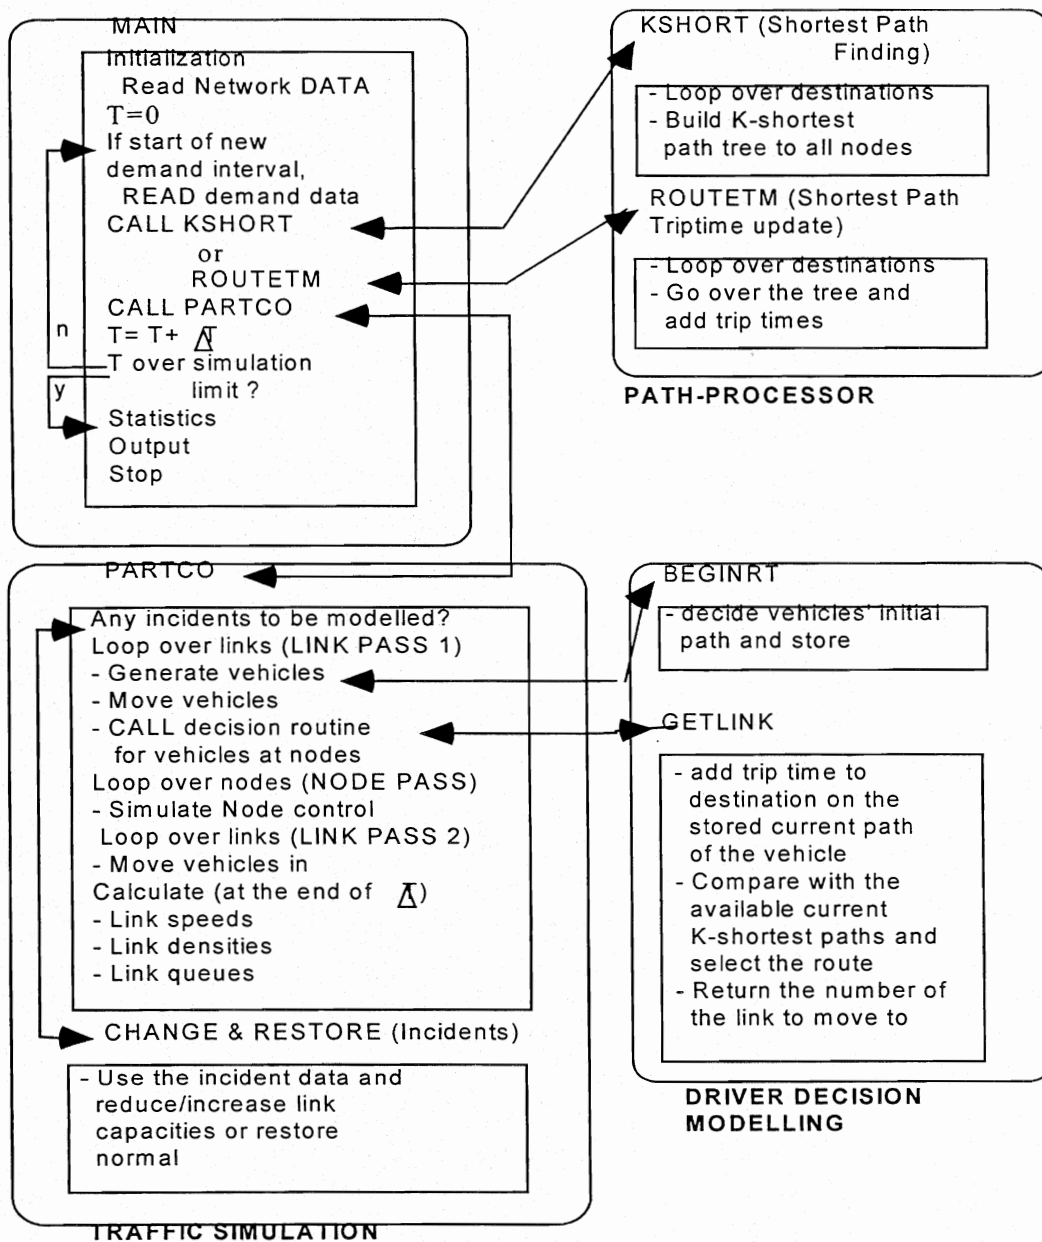 MAIN
Initialization
Read Network DATA
T=0
If start of new
demand interval,
READ demand data
CALL KSHORT
or
ROUTETM
CALL PARTCO
T= T+ ΔT
T over simulation
limit ?
Statistics
Output
Stop
n
y
KSHORT (Shortest Path
Finding)
- Loop over destinations
- Build K-shortest
path tree to all nodes
ROUTETM (Shortest Path
Triptime update)
- Loop over destinations
- Go over the tree and
add trip times
PATH-PROCESSOR
PARTCO
Any incidents to be modelled?
Loop over links (LINK PASS 1)
- Generate vehicles
- Move vehicles
- CALL decision routine
for vehicles at nodes
Loop over nodes (NODE PASS)
- Simulate Node control
Loop over links (LINK PASS 2)
- Move vehicles in
Calculate (at the end of ΔT)
- Link speeds
- Link densities
- Link queues
CHANGE & RESTORE (Incidents)
- Use the incident data and
reduce/increase link
capacities or restore
normal
TRAFFIC SIMULATION
BEGINRT
- decide vehicles' initial
path and store
GETLINK
- add trip time to
destination on the
stored current path
of the vehicle
- Compare with the
available current
K-shortest paths and
select the route
- Return the number of
the link to move to
DRIVER DECISION
MODELLING